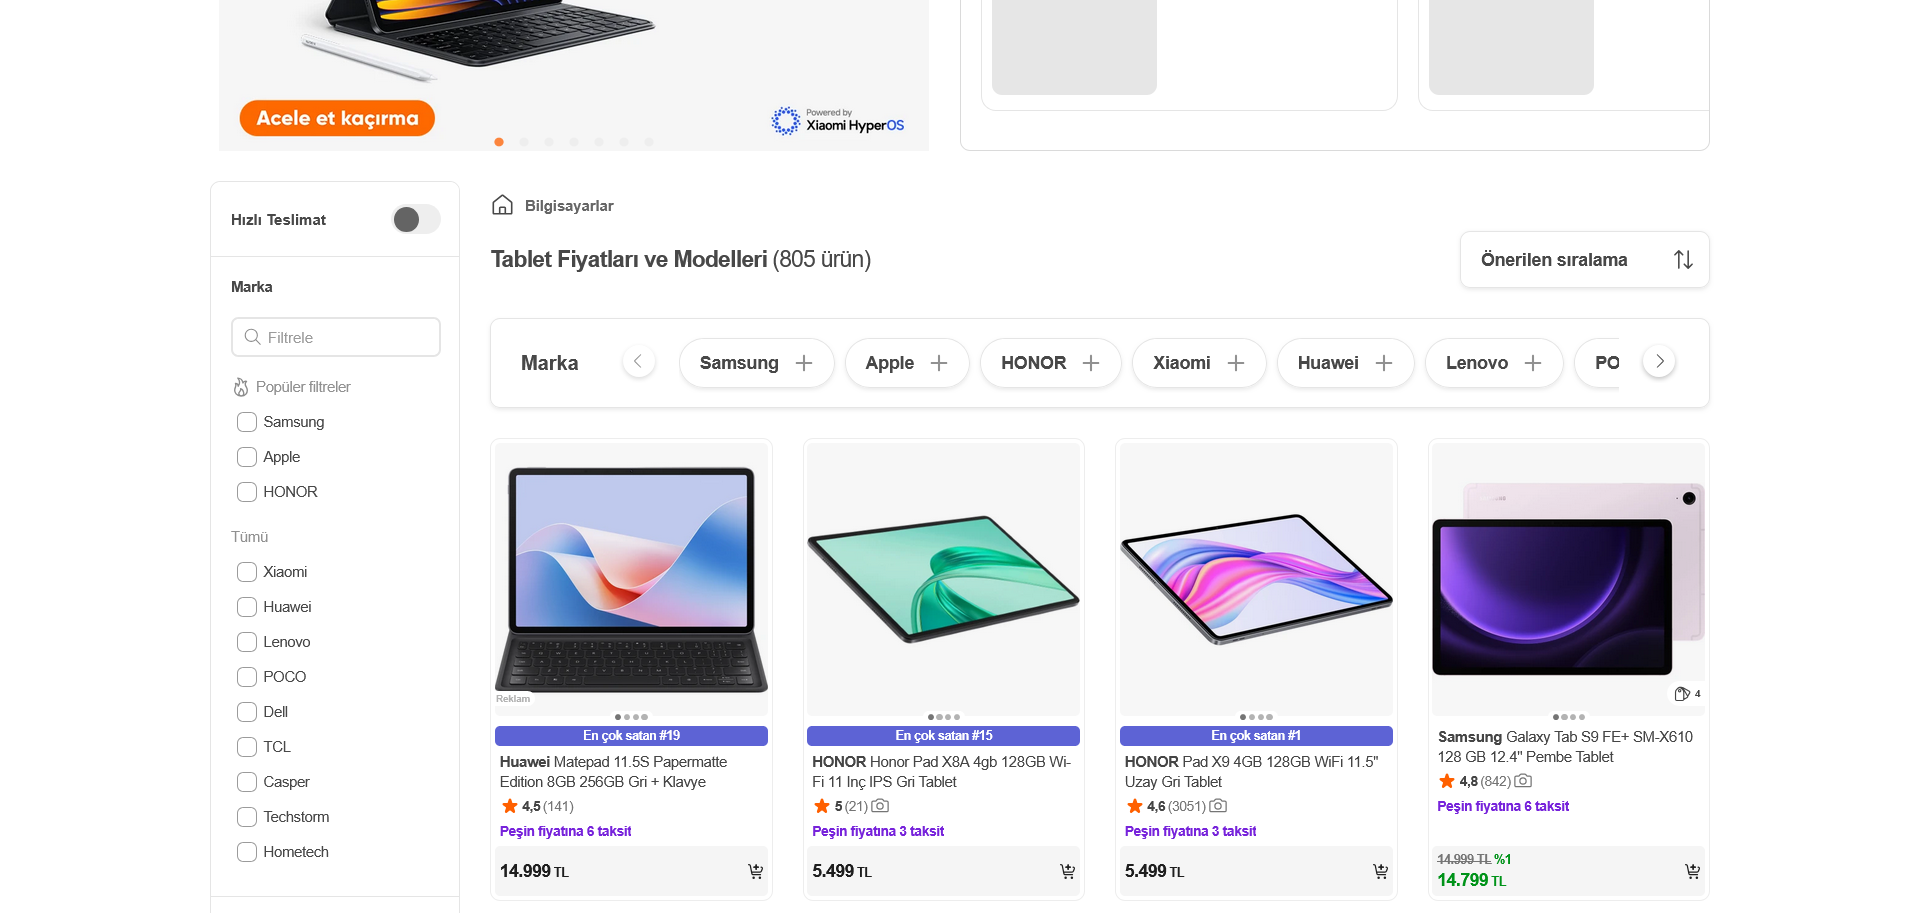 Acele et kaçırma
Powered by
Xiaomi HyperOS
Hızlı Teslimat
Marka
Filtrele
Popüler filtreler
Samsung
Apple
HONOR
Tümü
Xiaomi
Huawei
Lenovo
POCO
Dell
TCL
Casper
Techstorm
Hometech
Bilgisayarlar
Tablet Fiyatları ve Modelleri (805 ürün)
Önerilen sıralama
Marka
Samsung
Apple
HONOR
Xiaomi
Huawei
Lenovo
PO
Reklam
En çok satan #19
Huawei Matepad 11.5S Papermatte
Edition 8GB 256GB Gri + Klavye
4,5 (141)
Peşin fiyatına 6 taksit
14.999 TL
En çok satan #15
HONOR Honor Pad X8A 4gb 128GB Wi-
Fi 11 Inç IPS Gri Tablet
5 (21)
Peşin fiyatına 3 taksit
5.499 TL
En çok satan #1
HONOR Pad X9 4GB 128GB WiFi 11.5"
Uzay Gri Tablet
4,6 (3051)
Peşin fiyatına 3 taksit
5.499 TL
4
Samsung Galaxy Tab S9 FE+ SM-X610
128 GB 12.4" Pembe Tablet
4,8 (842)
Peşin fiyatına 6 taksit
14.999 TL %1
14.799 TL